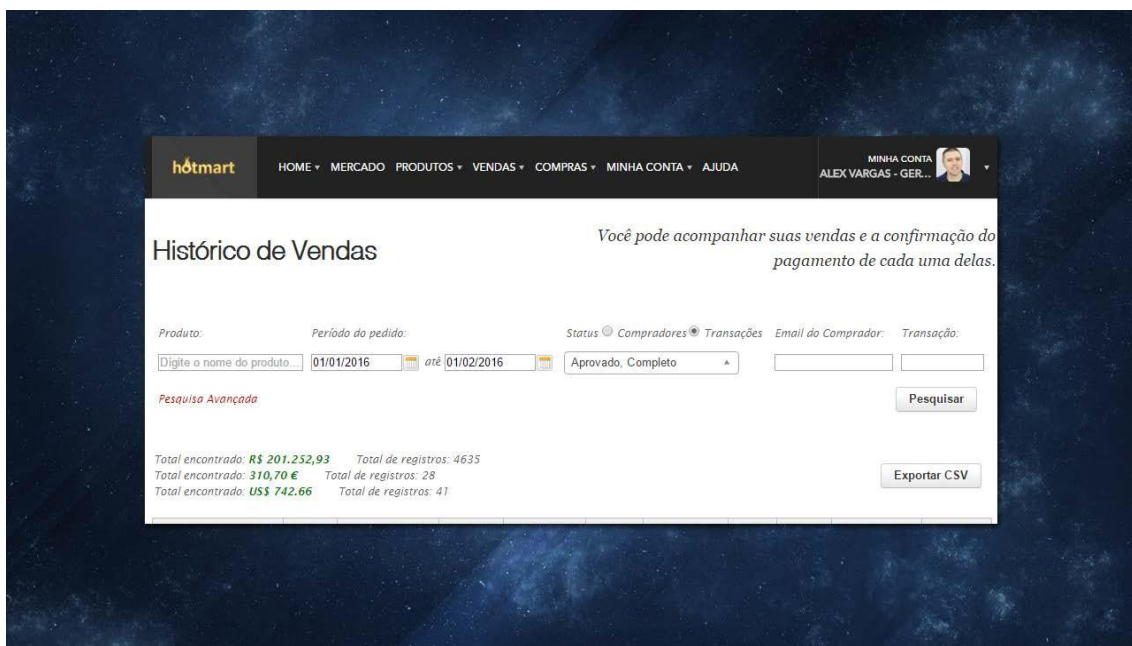 hotmart
HOME MERCADO PRODUTOS VENDAS COMPRAS MINHA CONTA AJUDA
MINHA CONTA
ALEX VARGAS - GER...
Histórico de Vendas
Você pode acompanhar suas vendas e a confirmação do
pagamento de cada uma delas.
Produto: Período do pedido: Status Compradores Transações Email do Comprador: Transação:
Digite o nome do produto... 01/01/2016 até 01/02/2016 Aprovado, Completo
Pesquisa Avançada Pesquisar
Total encontrado: R$ 201.252,93 Total de registros: 4635
Total encontrado: 310,70 € Total de registros: 28
Total encontrado: US$ 742.66 Total de registros: 41
Exportar CSV